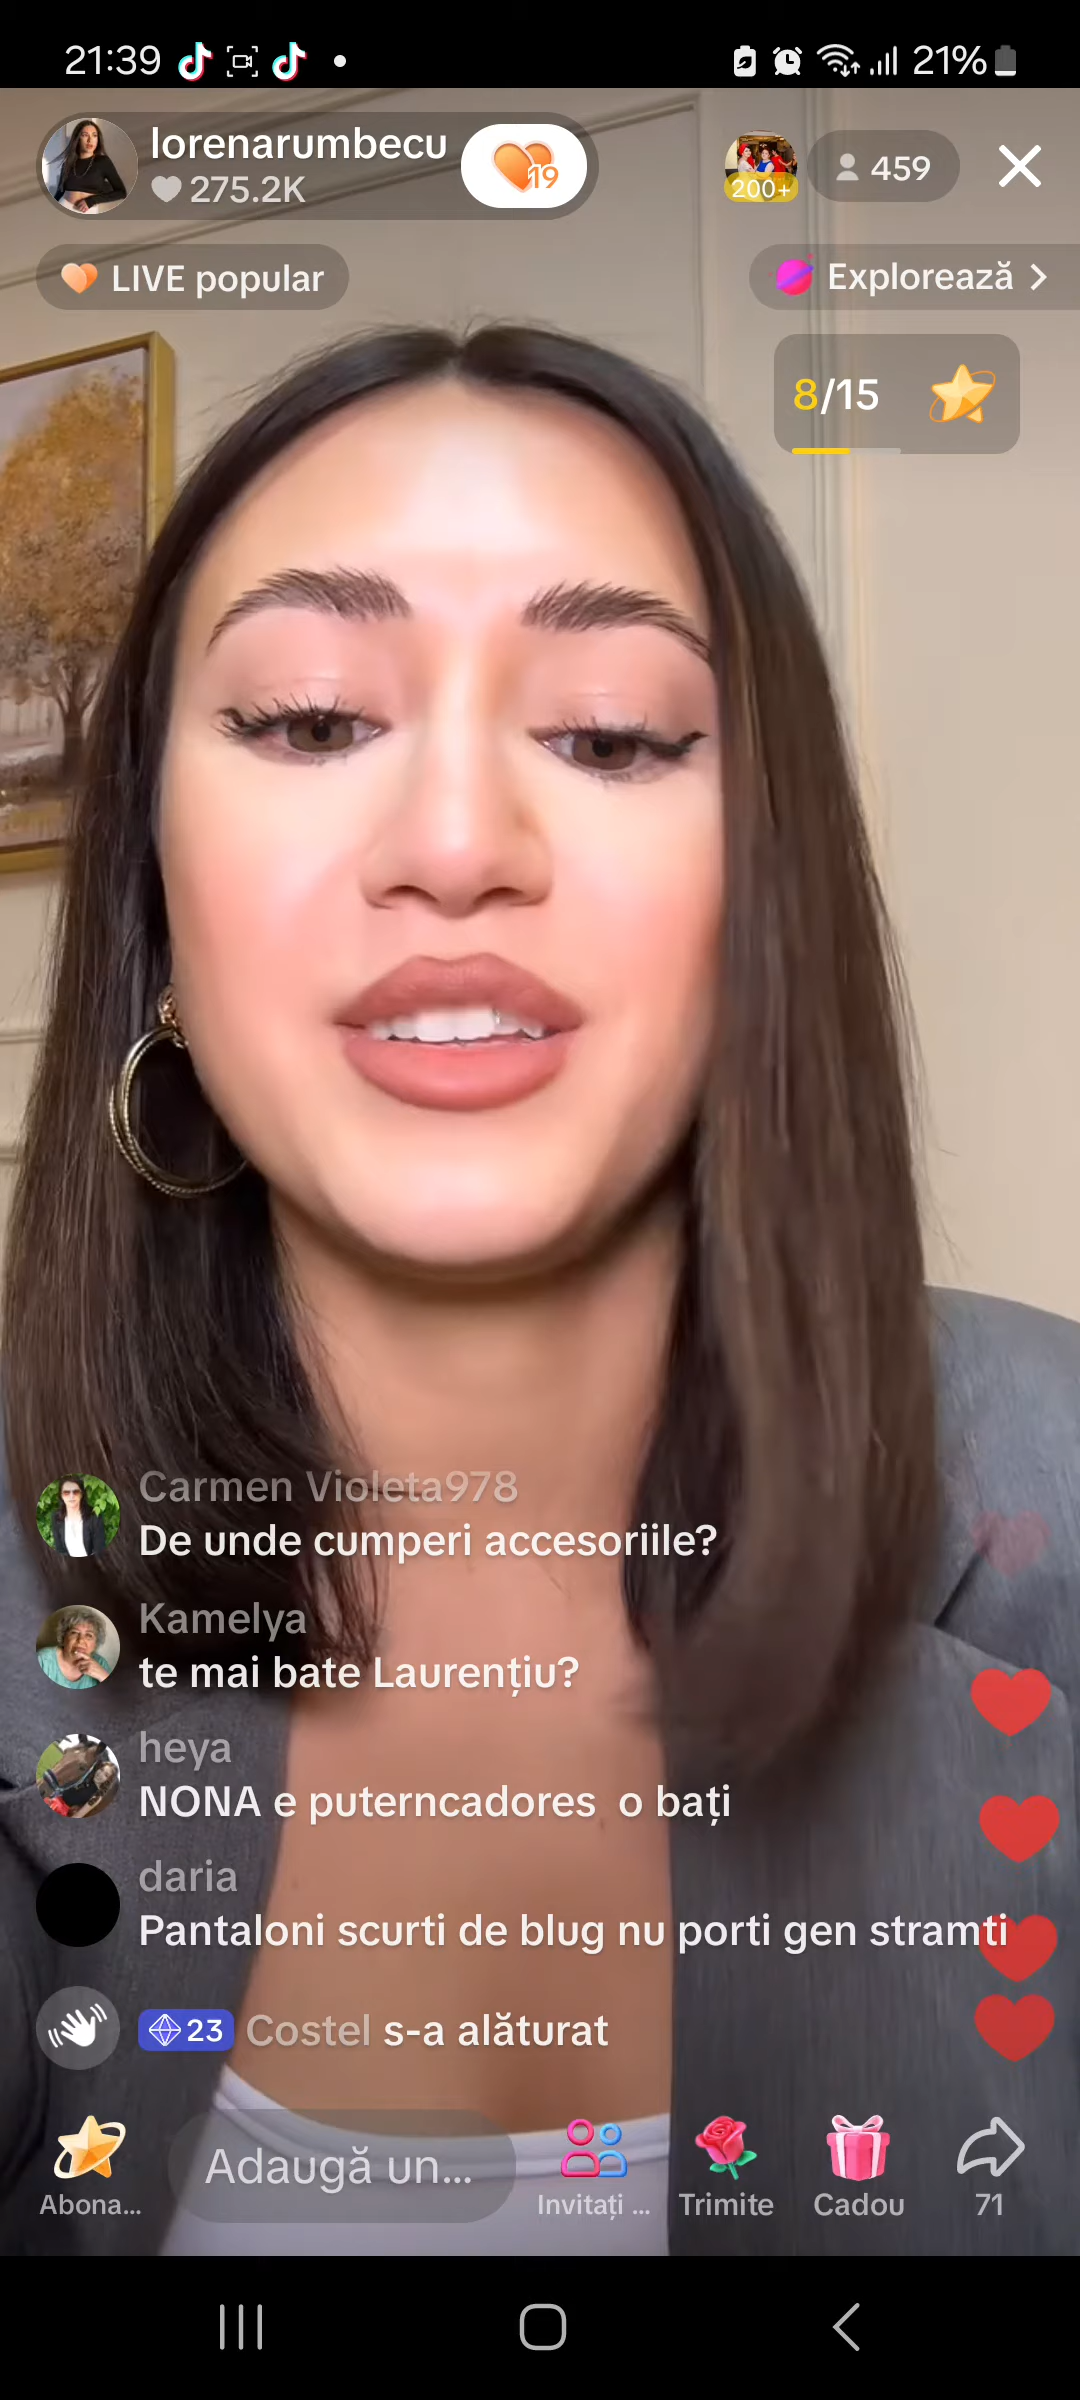 21:39
21%
lorenarumbecu
275.2K
19
200+
459
LIVE popular
Explorează
8/15
Carmen Violeta978
De unde cumperi accesoriile?
Kamelya
te mai bate Laurențiu?
heya
NONA e puterncadores  o bați
daria
Pantaloni scurti de blug nu porti gen stramti
23 Costel s-a alăturat
Adaugă un...
Abona...
Invitați ...
Trimite
Cadou
71